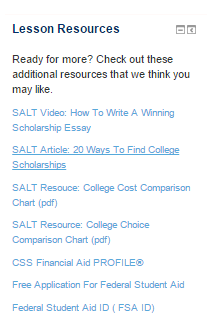 Lesson Resources
Ready for more? Check out these
additional resources that we think you
may like.
SALT Video: How To Write A Winning
Scholarship Essay
SALT Article: 20 Ways To Find College
Scholarships
SALT Resouce: College Cost Comparison
Chart (pdf)
SALT Resource: College Choice
Comparison Chart (pdf)
CSS Financial Aid PROFILE®
Free Application For Federal Student Aid
Federal Student Aid ID ( FSA ID)